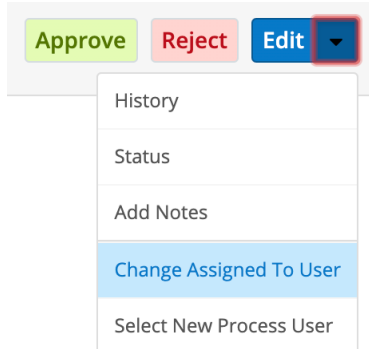 Approve Reject Edit
History
Status
Add Notes
Change Assigned To User
Select New Process User